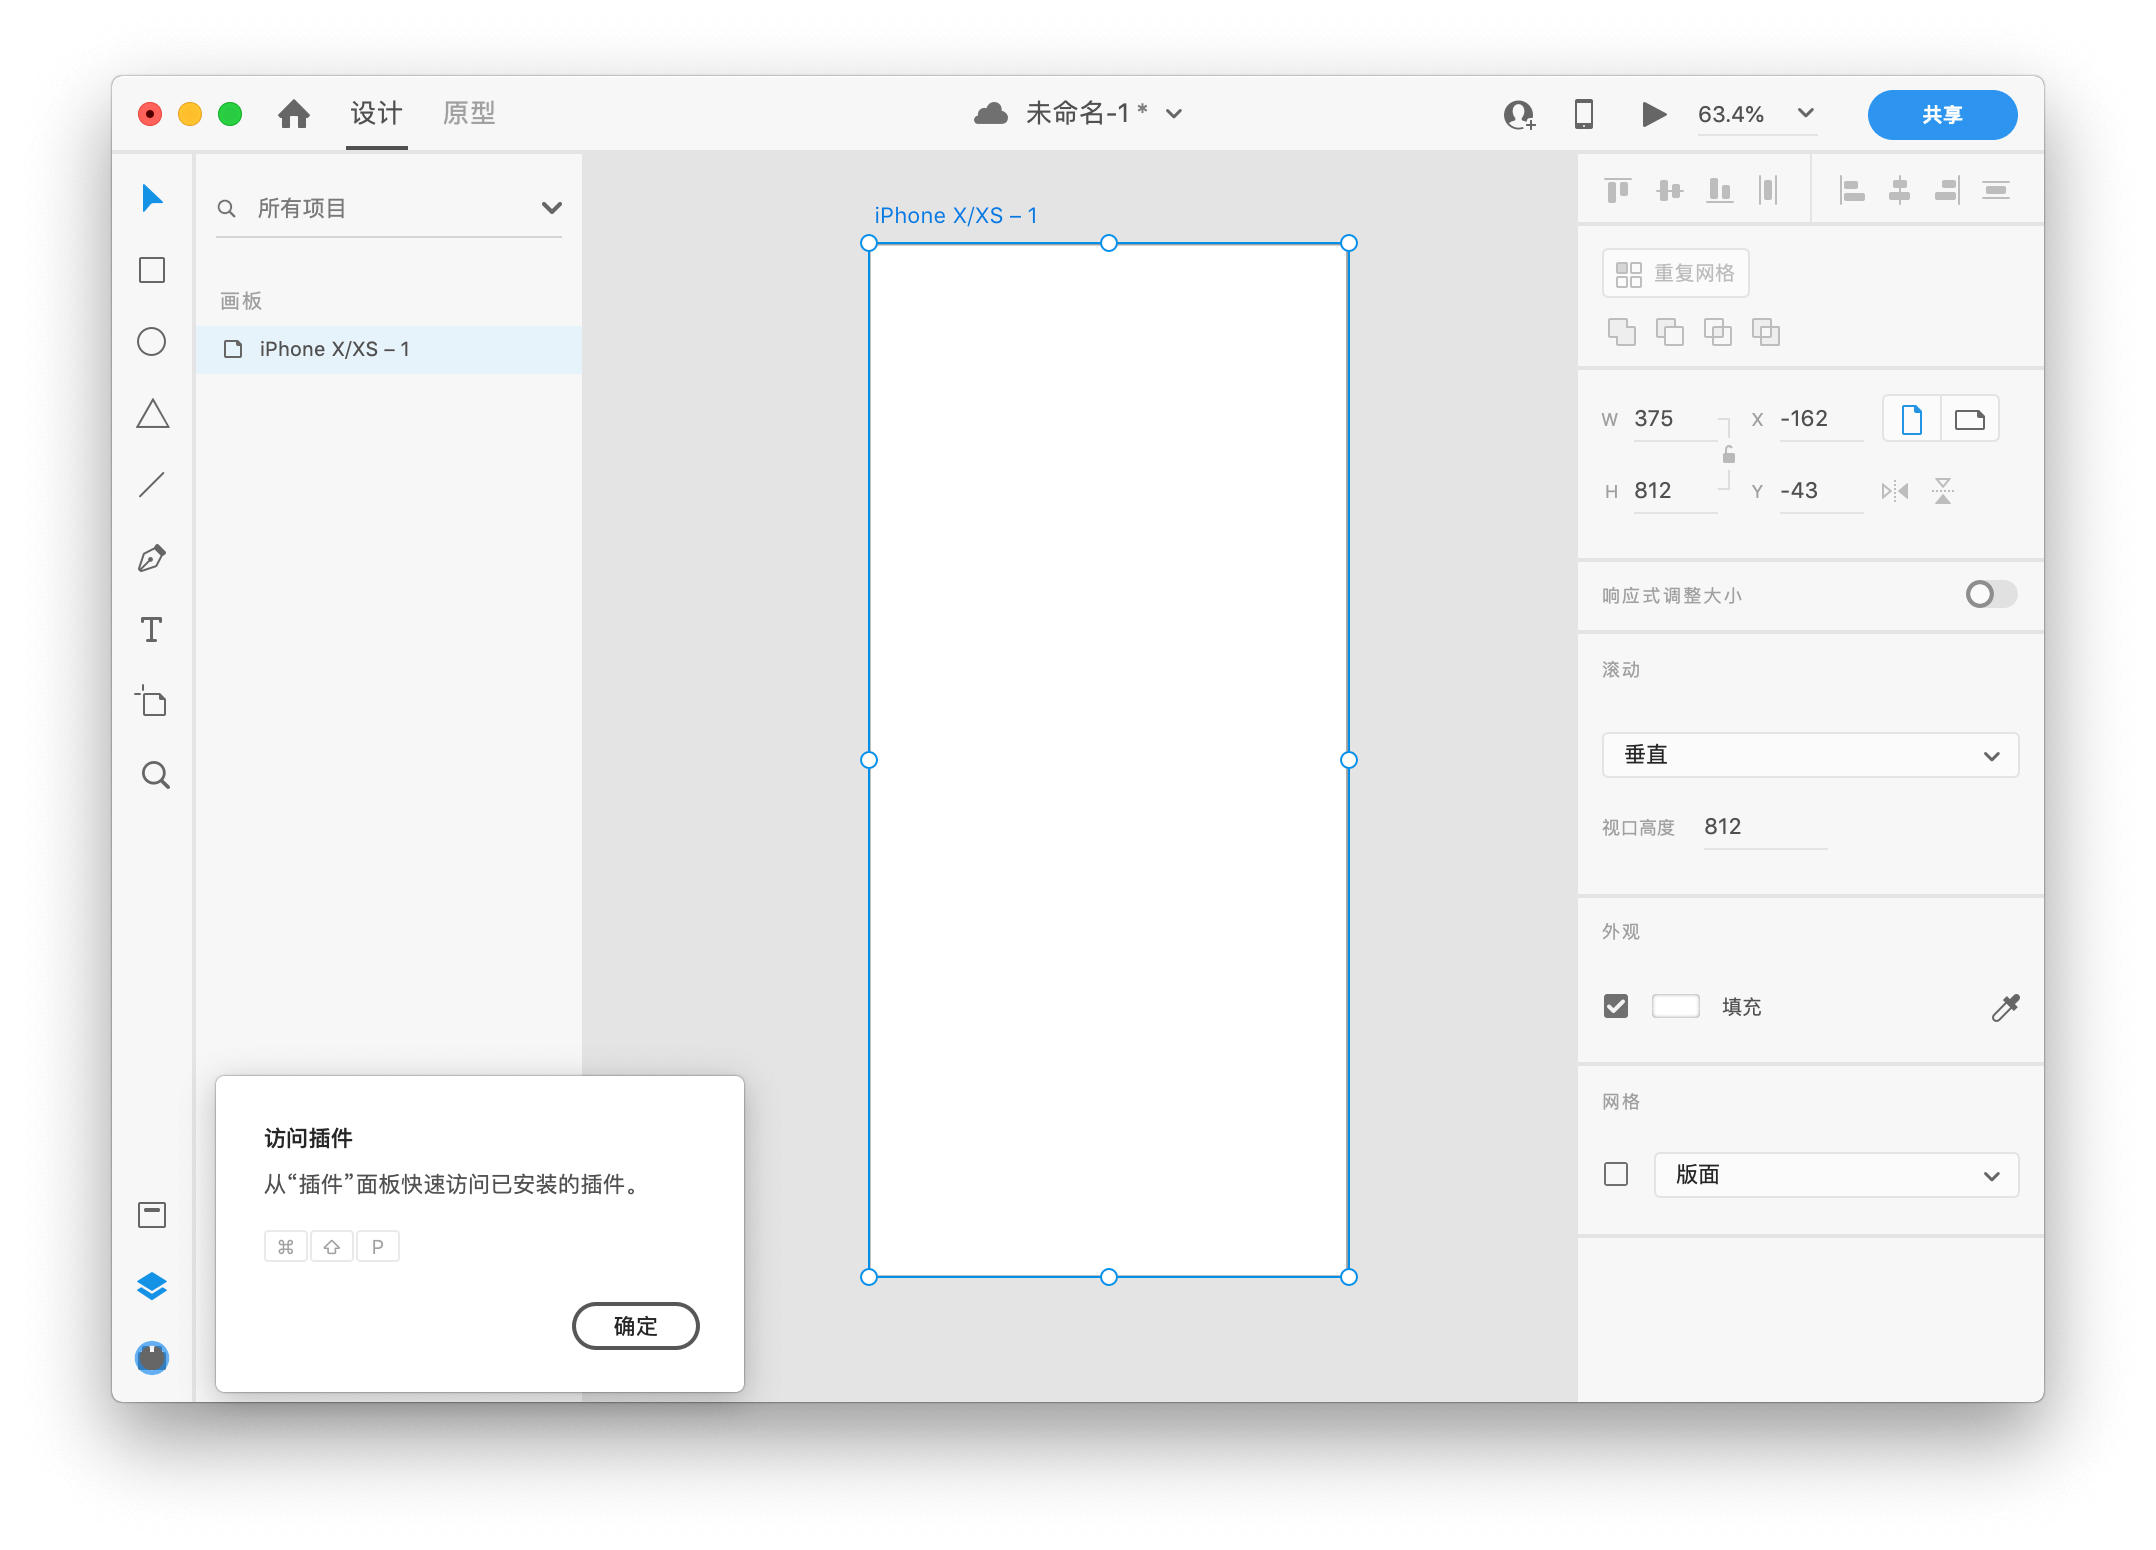 设计 原型
未命名-1 *
63.4%
共享
所有项目
画板
iPhone X/XS – 1
iPhone X/XS – 1
访问插件
从“插件”面板快速访问已安装的插件。
⌘ ⇧ P
确定
重复网格
W 375 X -162
H 812 Y -43
响应式调整大小
滚动
垂直
视口高度 812
外观
填充
网格
版面